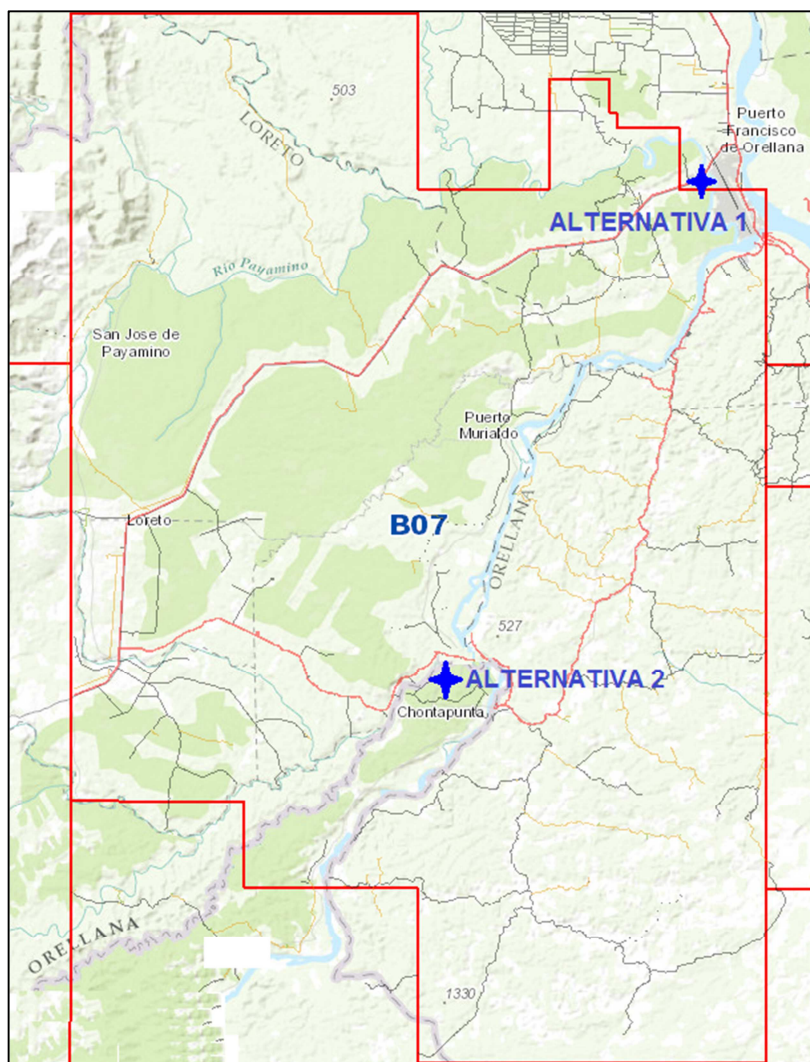 503
LORETO
Puerto
Francisco
de Orellana
ALTERNATIVA 1
Río Payamino
San Jose de
Payamino
Puerto
Murialdo
Loreto
B07
ORELLANA
527
ALTERNATIVA 2
Chontapunta
ORELLANA
1330